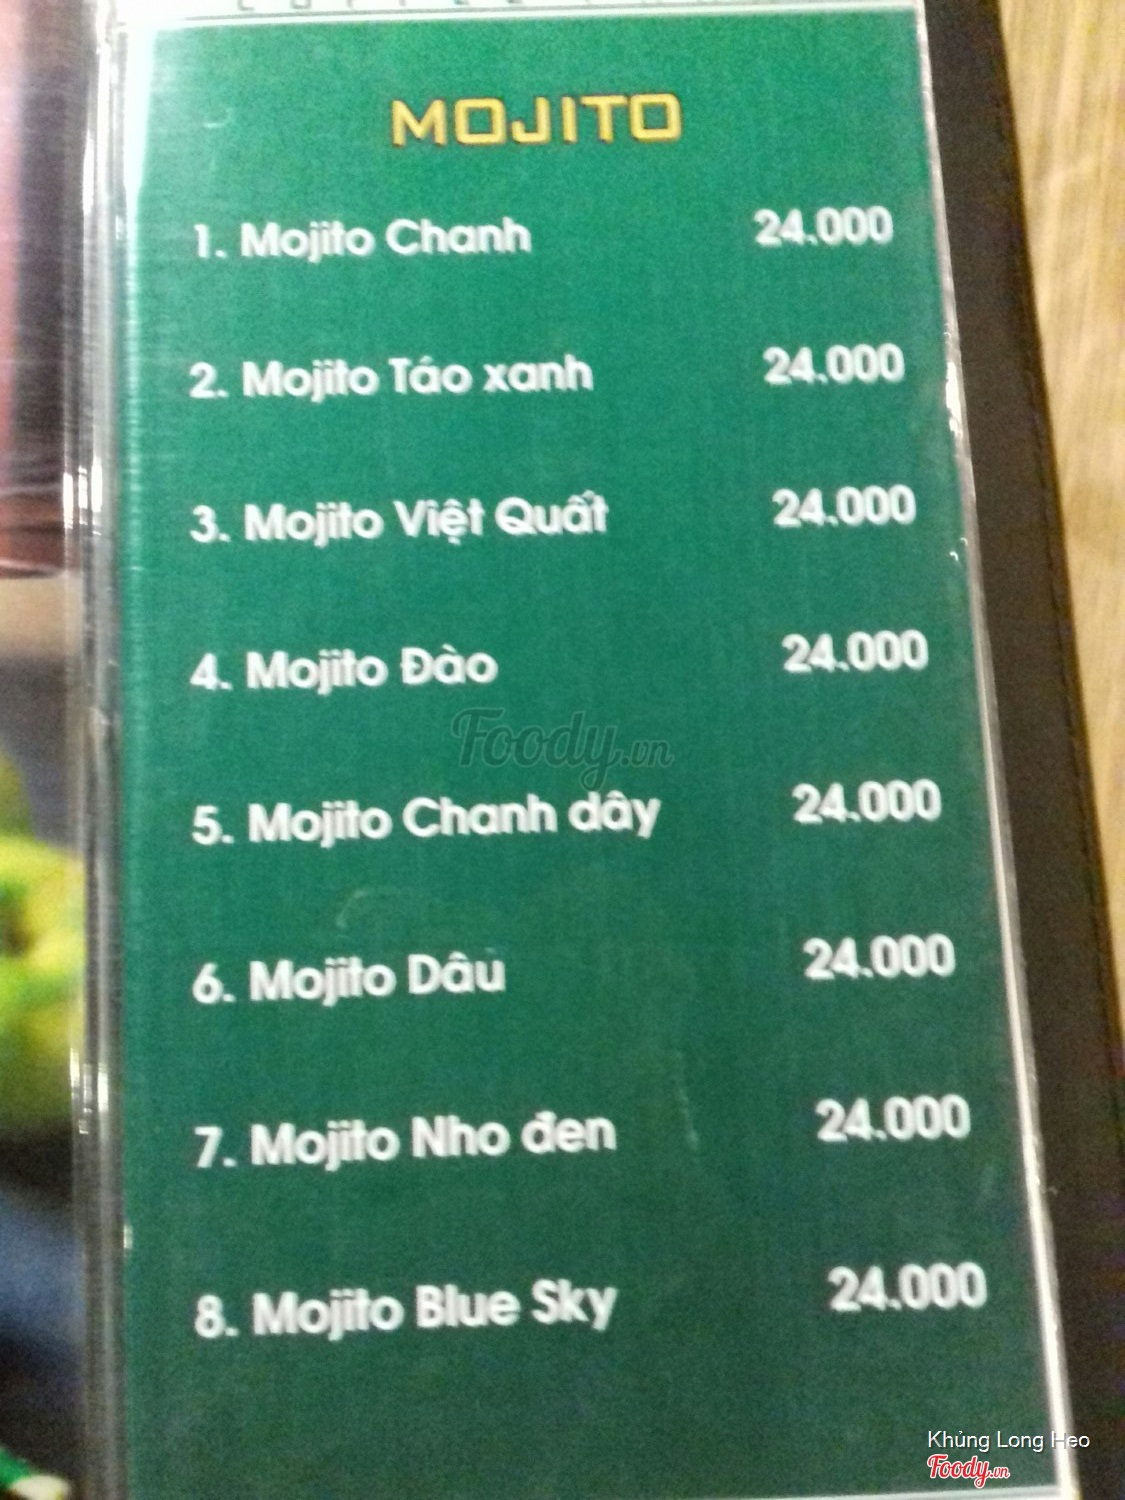 MOJITO
1. Mojito Chanh 24.000
2. Mojito Táo xanh 24.000
3. Mojito Việt Quất 24.000
4. Mojito Đào 24.000
Foody.vn
5. Mojito Chanh dây 24.000
6. Mojito Dâu 24.000
7. Mojito Nho đen 24.000
8. Mojito Blue Sky 24.000
Khủng Long Heo
Foody.vn